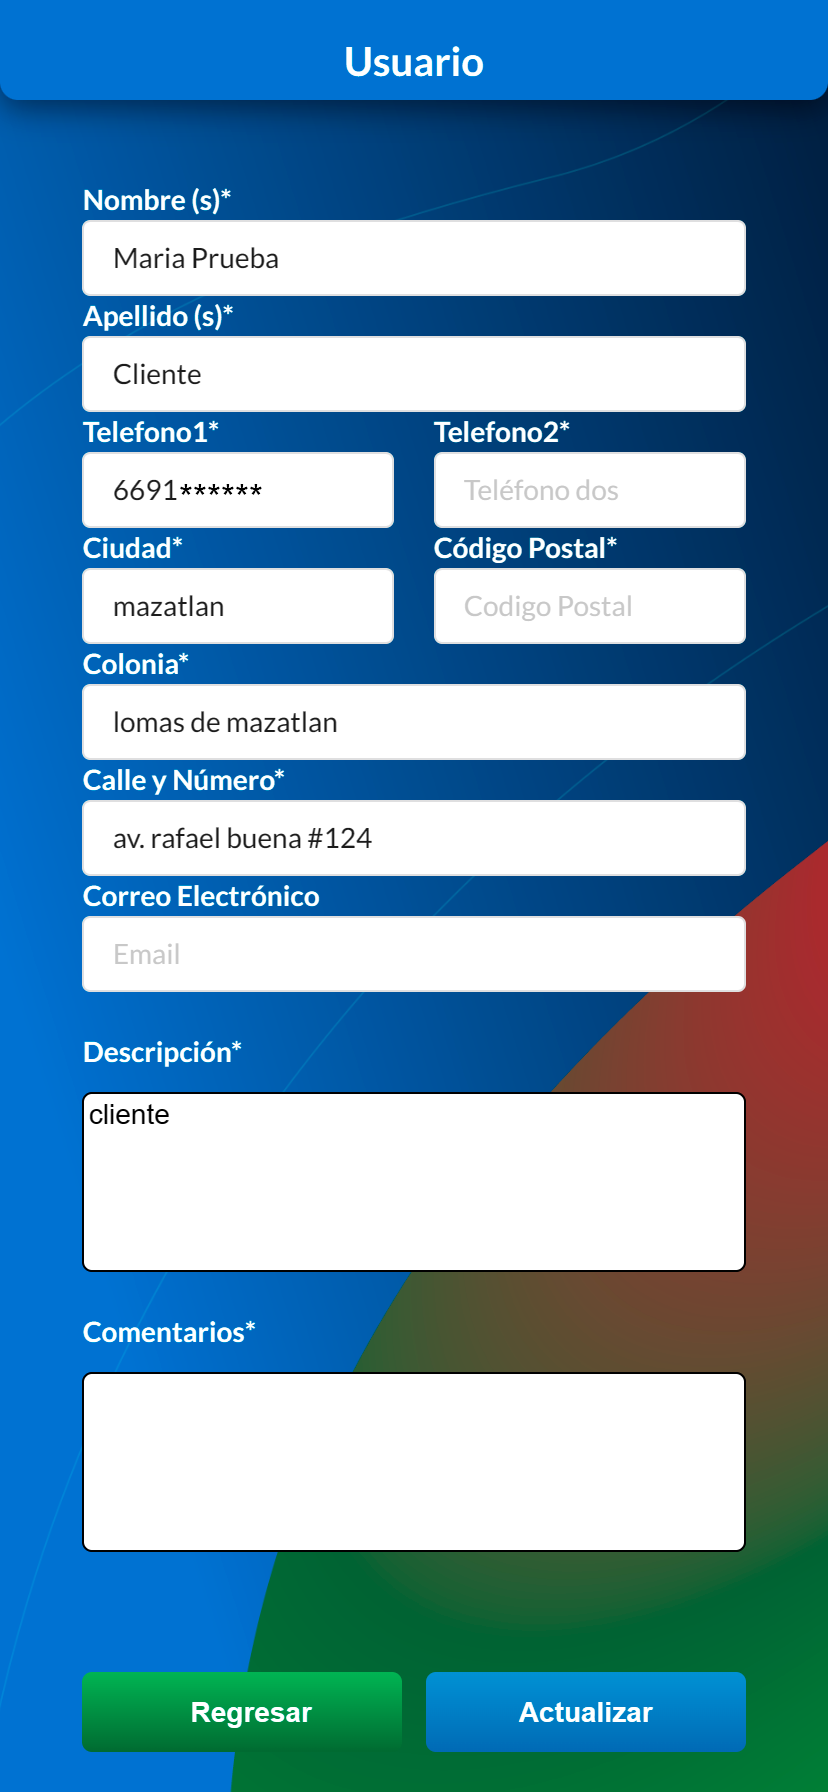 Usuario
Nombre (s)*
Maria Prueba
Apellido (s)*
Cliente
Telefono1* Telefono2*
6691****** Teléfono dos
Ciudad* Código Postal*
mazatlan Codigo Postal
Colonia*
lomas de mazatlan
Calle y Número*
av. rafael buena #124
Correo Electrónico
Email
Descripción*
cliente
Comentarios*
Regresar Actualizar